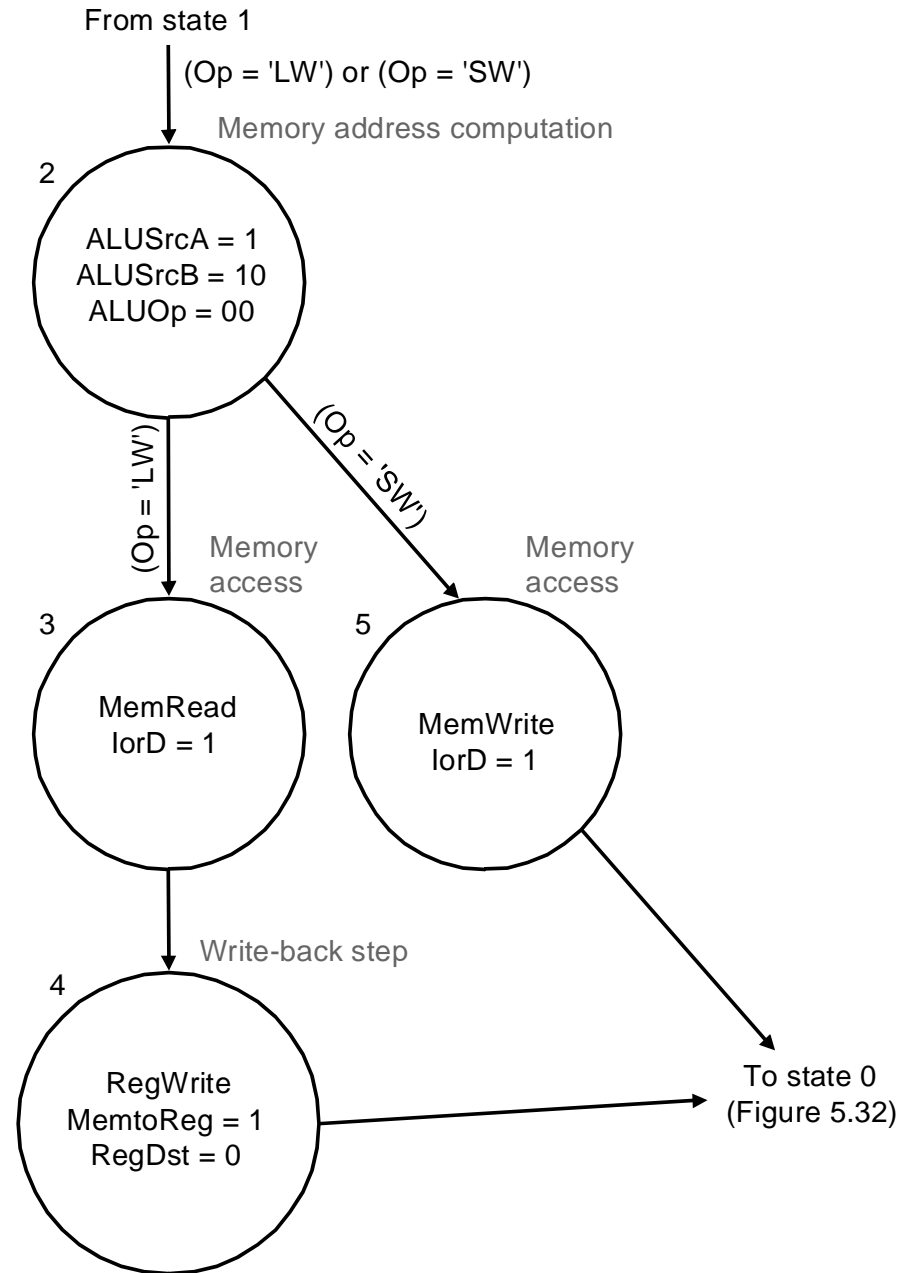 From state 1
(Op = 'LW') or (Op = 'SW')
Memory address computation
2
ALUSrcA = 1
ALUSrcB = 10
ALUOp = 00
(Op = 'LW')
(Op = 'SW')
Memory
access
Memory
access
3
MemRead
IorD = 1
5
MemWrite
IorD = 1
Write-back step
4
RegWrite
MemtoReg = 1
RegDst = 0
To state 0
(Figure 5.32)